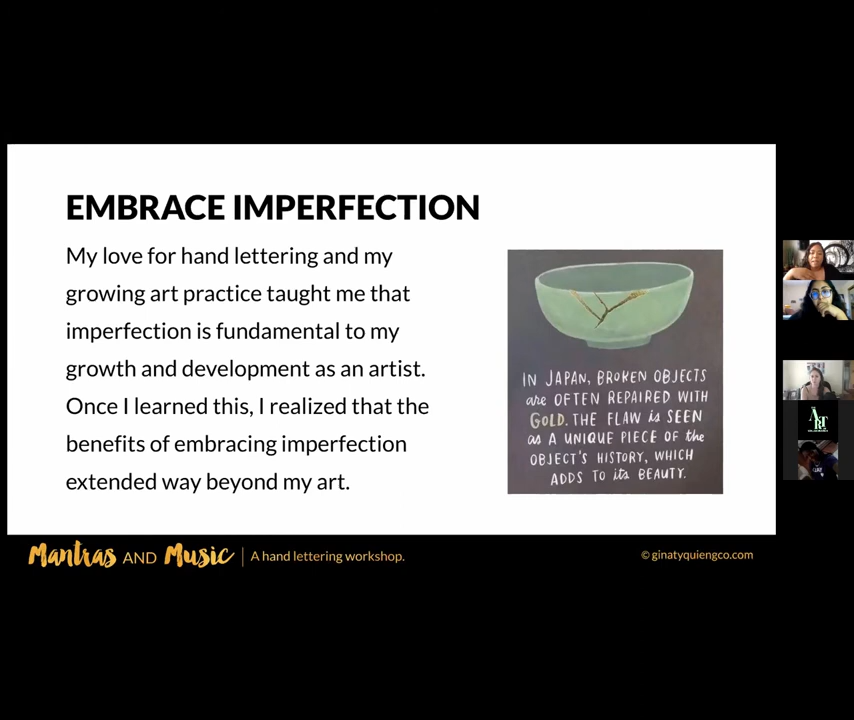 EMBRACE IMPERFECTION
My love for hand lettering and my
growing art practice taught me that
imperfection is fundamental to my
growth and development as an artist.
Once I learned this, I realized that the
benefits of embracing imperfection
extended way beyond my art.
IN JAPAN, BROKEN OBJECTS
are OFTEN REPAIRED WITH
GOLD. THE FLAW is SEEN
as A UNIQUE PIECE OF the
OBJECT'S HISTORY, WHICH
ADDS TO its BEAUTY.
Mantras AND Music | A hand lettering workshop.
© ginatyquiengco.com
ART